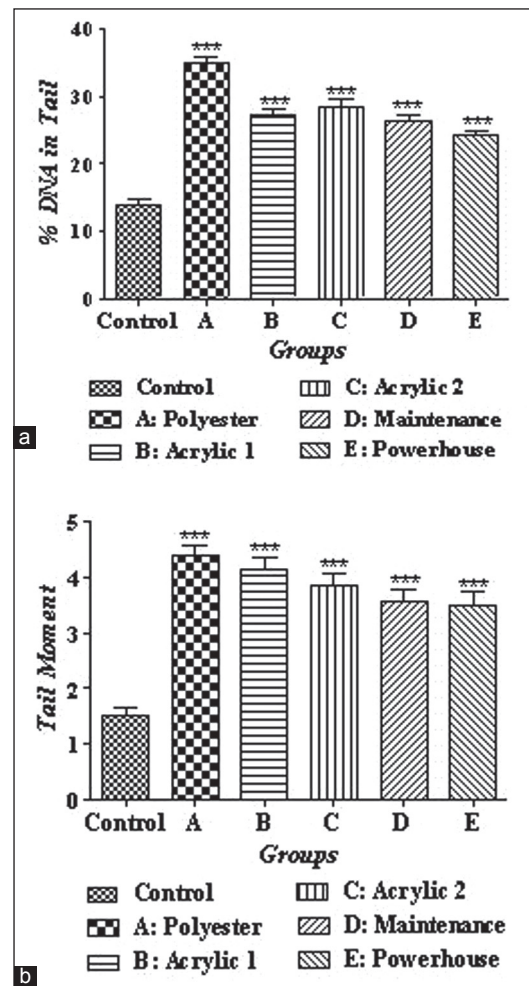 40
30
20
10
0
% DNA in Tail
***
***
***
***
***
Control A B C D E
Groups
Control
A: Polyester
B: Acrylic 1
C: Acrylic 2
D: Maintenance
E: Powerhouse
a
5
4
3
2
1
0
Tail Moment
***
***
***
***
***
Control A B C D E
Groups
Control
A: Polyester
B: Acrylic 1
C: Acrylic 2
D: Maintenance
E: Powerhouse
b